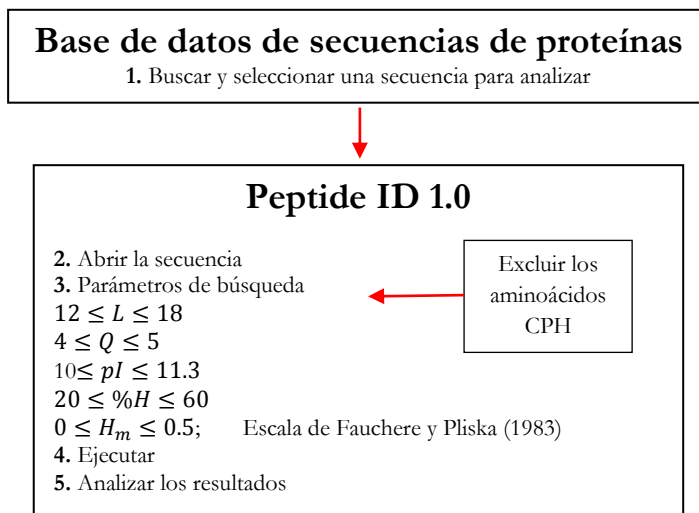 Base de datos de secuencias de proteínas
1. Buscar y seleccionar una secuencia para analizar
Peptide ID 1.0
2. Abrir la secuencia
3. Parámetros de búsqueda
12 ≤ L ≤ 18
4 ≤ Q ≤ 5
10≤ pI ≤ 11.3
20 ≤ %H ≤ 60
0 ≤ H_m ≤ 0.5; Escala de Fauchere y Pliska (1983)
4. Ejecutar
5. Analizar los resultados
Excluir los
aminoácidos
CPH